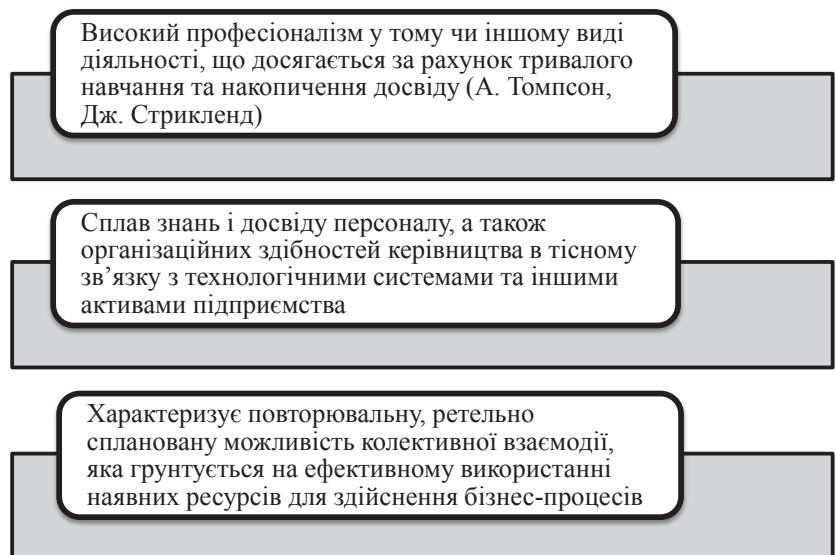 Високий професіоналізм у тому чи іншому виді
діяльності, що досягається за рахунок тривалого
навчання та накопичення досвіду (А. Томпсон,
Дж. Стрикленд)
Сплав знань і досвіду персоналу, а також
організаційних здібностей керівництва в тісному
зв’язку з технологічними системами та іншими
активами підприємства
Характеризує повторювальну, ретельно
сплановану можливість колективної взаємодії,
яка грунтується на ефективному використанні
наявних ресурсів для здійснення бізнес-процесів